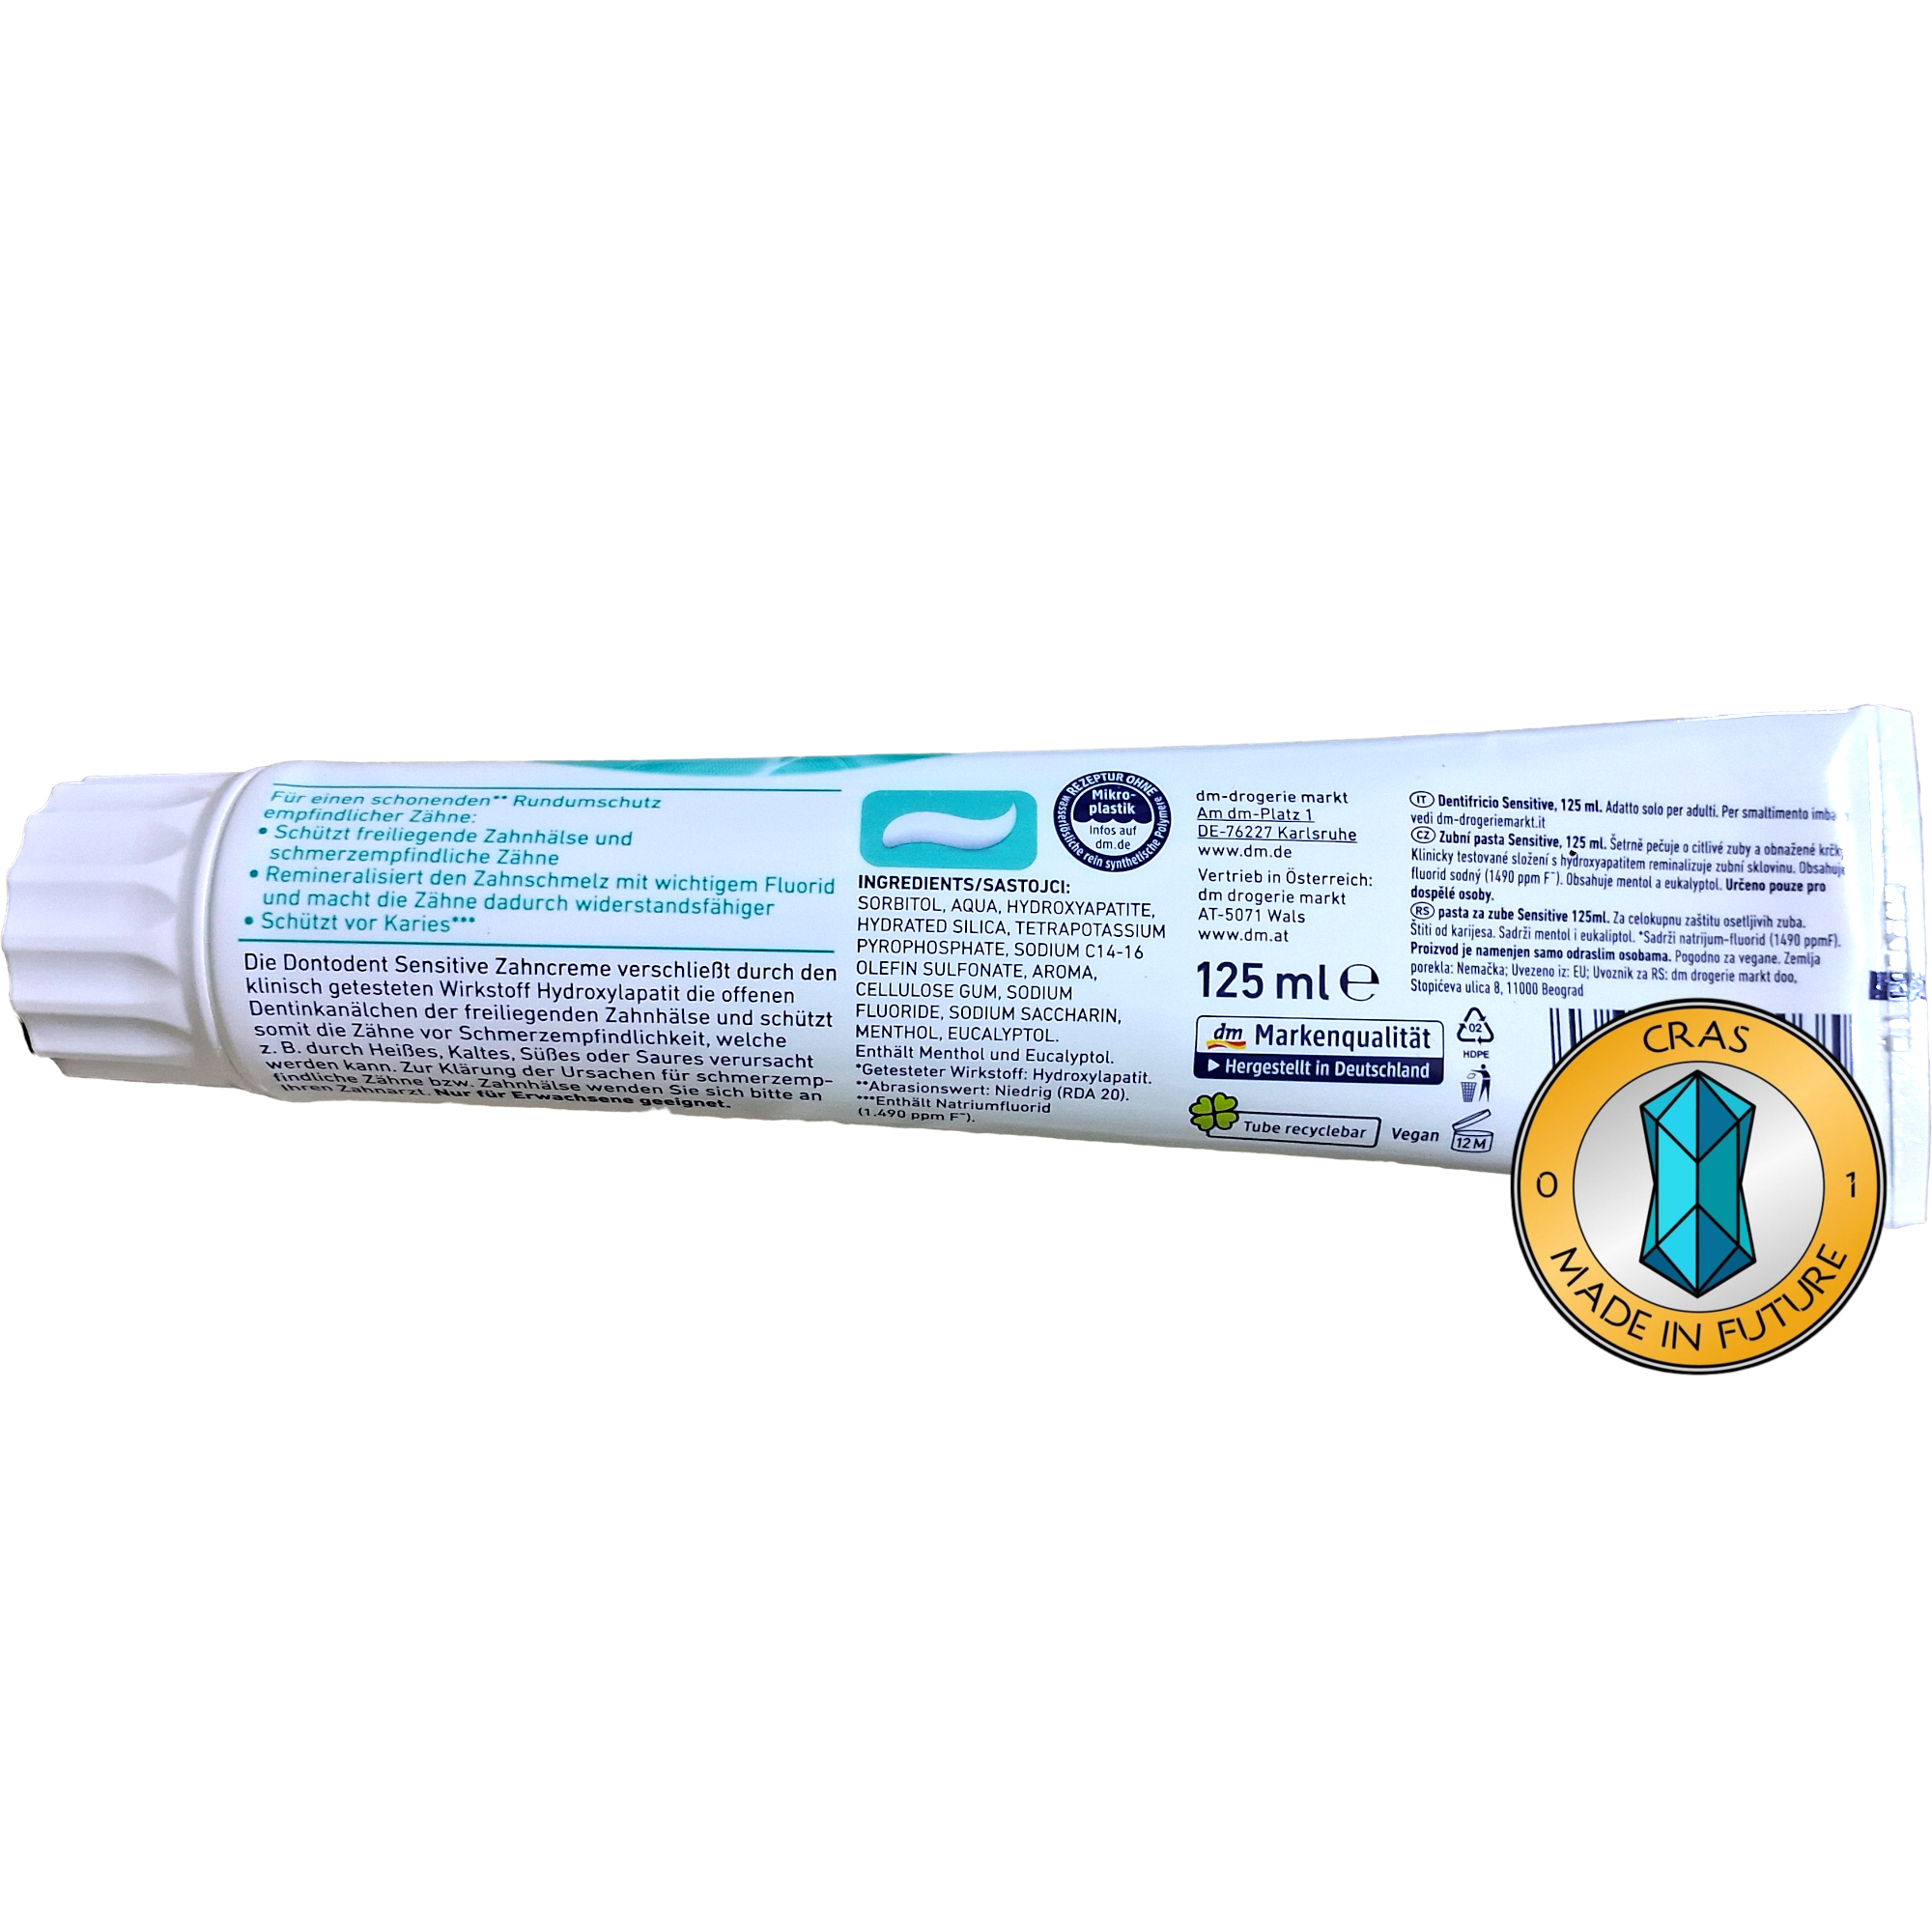 Für einen schonenden** Rundumschutz
empfindlicher Zähne:
• Schützt freiliegende Zahnhälse und
schmerzempfindliche Zähne
• Remineralisiert den Zahnschmelz mit wichtigem Fluorid
und macht die Zähne dadurch widerstandsfähiger
• Schützt vor Karies***
Die Dontodent Sensitive Zahncreme verschließt durch den
klinisch getesteten Wirkstoff Hydroxylapatit die offenen
Dentinkanälchen der freiliegenden Zahnhälse und schützt
somit die Zähne vor Schmerzempfindlichkeit, welche
z. B. durch Heißes, Kaltes, Süßes oder Saures verursacht
werden kann. Zur Klärung der Ursachen für schmerzemp-
findliche Zähne bzw. Zahnhälse wenden Sie sich bitte an
Ihren Zahnarzt. Nur für Erwachsene geeignet.
REZEPTUR OHNE
Mikro-
plastik
Infos auf
dm.de
wasserlösliche rein synthetische Polymere
INGREDIENTS/SASTOJCI:
SORBITOL, AQUA, HYDROXYAPATITE,
HYDRATED SILICA, TETRAPOTASSIUM
PYROPHOSPHATE, SODIUM C14-16
OLEFIN SULFONATE, AROMA,
CELLULOSE GUM, SODIUM
FLUORIDE, SODIUM SACCHARIN,
MENTHOL, EUCALYPTOL.
Enthält Menthol und Eucalyptol.
*Getesteter Wirkstoff: Hydroxylapatit.
**Abrasionswert: Niedrig (RDA 20).
***Enthält Natriumfluorid
(1.490 ppm F⁻).
dm-drogerie markt
Am dm-Platz 1
DE-76227 Karlsruhe
www.dm.de
Vertrieb in Österreich:
dm drogerie markt
AT-5071 Wals
www.dm.at
125 ml e
dm Markenqualität
Hergestellt in Deutschland
Tube recyclebar
Vegan
12 M
02
HDPE
IT Dentifricio Sensitive, 125 ml. Adatto solo per adulti. Per smaltimento
vedi dm-drogeriemarkt.it
CZ Zubní pasta Sensitive, 125 ml. Šetrně pečuje o citlivé zuby a obnažené
Klinicky testované složení s hydroxyapatitem reminalizuje zubní sklovinu. Obsahuje
fluorid sodný (1490 ppm F⁻). Obsahuje mentol a eukalyptol. Určeno pouze pro
dospělé osoby.
RS pasta za zube Sensitive 125ml. Za celokupnu zaštitu osetljivih zuba.
Štiti od karijesa. Sadrži mentol i eukaliptol. *Sadrži natrijum-fluorid (1490 ppmF).
Proizvod je namenjen samo odraslim osobama. Pogodno za vegane. Zemlja
porekla: Nemačka; Uvezeno iz: EU; Uvoznik za RS: dm drogerie markt doo,
Stopićeva ulica 8, 11000 Beograd
CRAS
0 1
MADE IN FUTURE